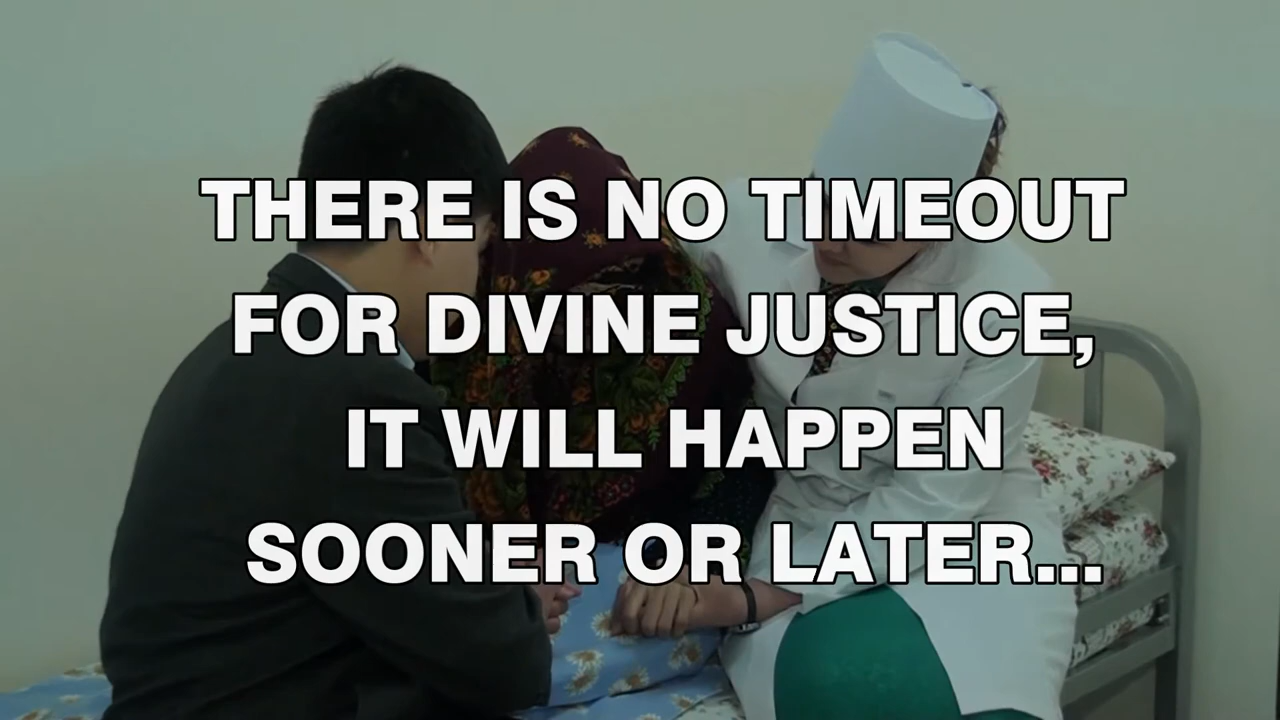 THERE IS NO TIMEOUT
FOR DIVINE JUSTICE,
IT WILL HAPPEN
SOONER OR LATER...